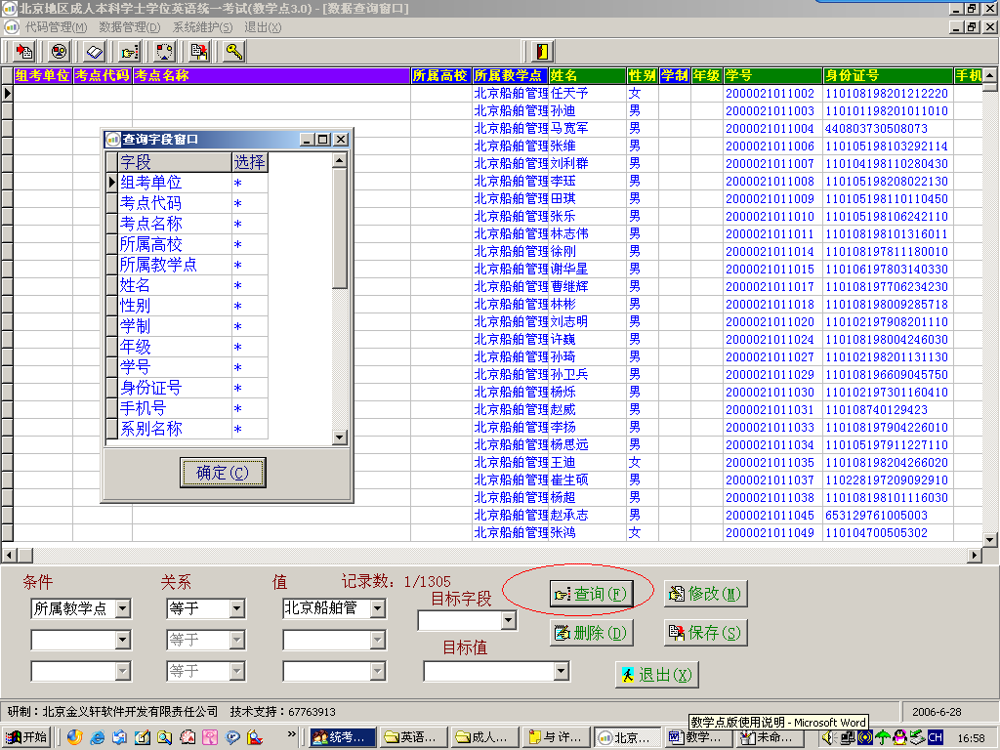 北京地区成人本科学士学位英语统一考试(教学点3.0) - [数据查询窗口]
代码管理(M) 数据管理(D) 系统维护(S) 退出(X)
组考单位 考点代码 考点名称 所属高校 所属教学点 姓名 性别 学制 年级 学号 身份证号 手机
北京船舶管理 任天予 女 2000021011002 110108198201212220
北京船舶管理 孙迪 男 2000021011003 110101198201011010
北京船舶管理 马宽军 男 2000021011004 440803730508073
北京船舶管理 张维 男 2000021011006 110105198103292114
北京船舶管理 刘利群 男 2000021011007 110104198110280430
北京船舶管理 李珏 男 2000021011008 110105198208022130
北京船舶管理 田琪 男 2000021011009 110105198110110450
北京船舶管理 张乐 男 2000021011010 110105198106242110
北京船舶管理 林志伟 男 2000021011011 110108198101316011
北京船舶管理 徐刚 男 2000021011014 110108197811180010
北京船舶管理 谢华星 男 2000021011015 110106197803140330
北京船舶管理 曹继辉 男 2000021011017 110108197706234230
北京船舶管理 林彬 男 2000021011018 110108198009285718
北京船舶管理 刘志明 男 2000021011020 110102197908201110
北京船舶管理 许巍 男 2000021011024 110108198004246030
北京船舶管理 孙琦 男 2000021011027 110102198201131130
北京船舶管理 孙卫兵 男 2000021011029 110108196609045750
北京船舶管理 杨烁 男 2000021011030 110102197301160410
北京船舶管理 赵威 男 2000021011031 110108740129423
北京船舶管理 李扬 男 2000021011033 110108197904226010
北京船舶管理 杨思远 男 2000021011034 110105197911227110
北京船舶管理 王迪 女 2000021011035 110108198204266020
北京船舶管理 崔生硕 男 2000021011037 110228197209092910
北京船舶管理 杨超 男 2000021011038 110108198101116030
北京船舶管理 赵承志 男 2000021011045 653129761005003
北京船舶管理 张鸿 女 2000021011049 110104700505302
查询字段窗口
字段 选择
组考单位 *
考点代码 *
考点名称 *
所属高校 *
所属教学点 *
姓名 *
性别 *
学制 *
年级 *
学号 *
身份证号 *
手机号 *
系别名称 *
确定(C)
条件 关系 值 记录数: 1/1305
所属教学点 等于 北京船舶管 目标字段 查询(F) 修改(M)
等于 目标值 删除(D) 保存(S)
等于 退出(X)
研制：北京金义轩软件开发有限责任公司 技术支持：67763913 2006-6-28
教学点版使用说明 - Microsoft Word
开始 » 统考... 英语... 成人... 与 许... 北京... 教学... 未命... CH 16:58